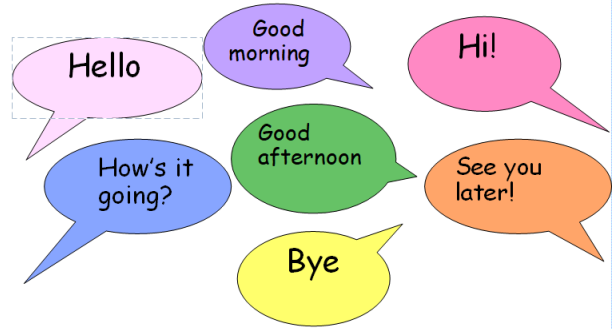 Hello
Good
morning
Hi!
How's it
going?
Good
afternoon
See you
later!
Bye